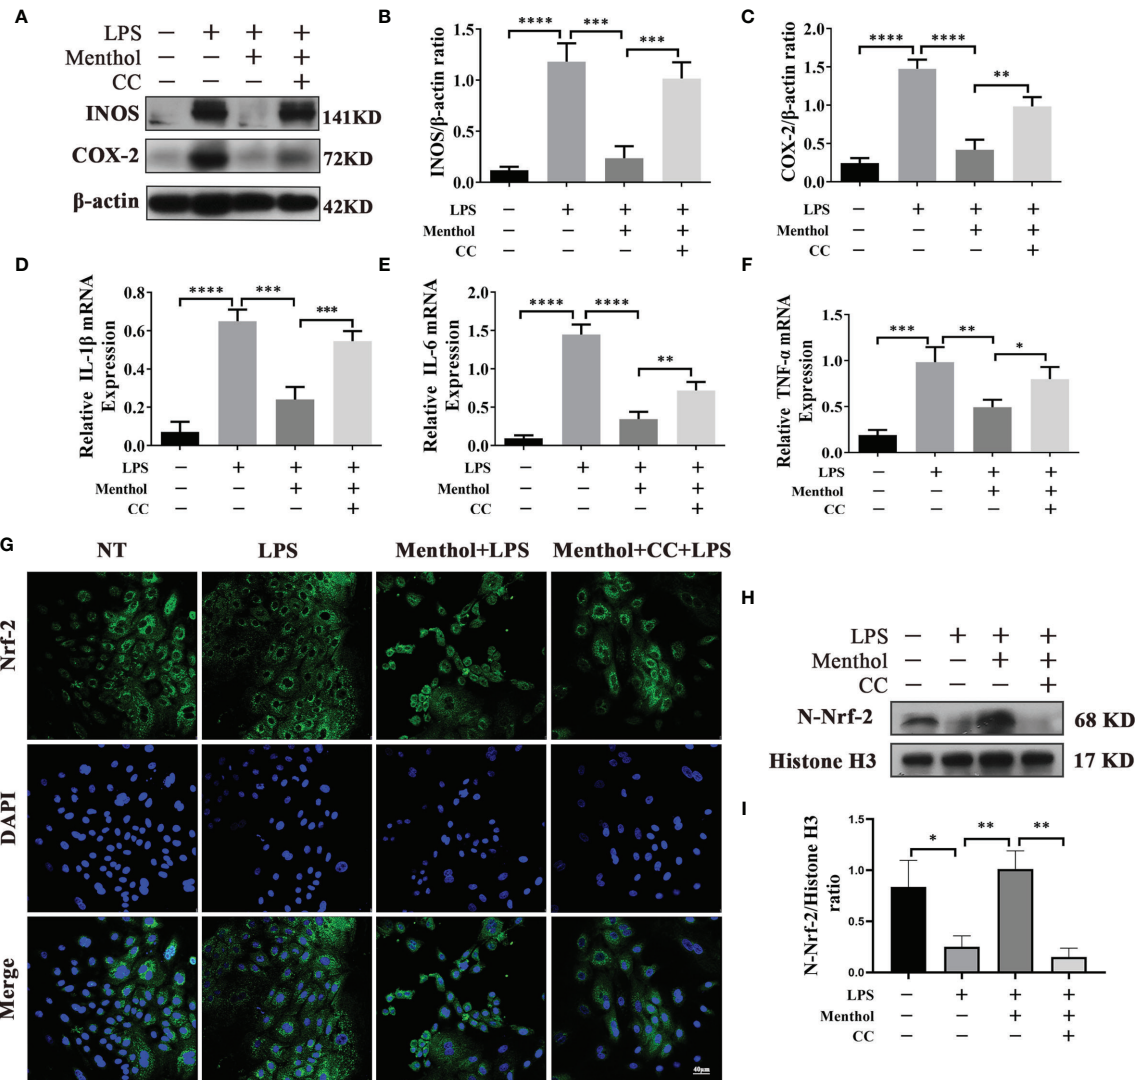 A
LPS − + + +
Menthol − − + +
CC − − − +
INOS 141KD
COX-2 72KD
β-actin 42KD
B
INOS/β-actin ratio
2.0
1.5
1.0
0.5
0.0
**** *** ***
LPS − + + +
Menthol − − + +
CC − − − +
C
COX-2/β-actin ratio
2.0
1.5
1.0
0.5
0.0
**** **** **
LPS − + + +
Menthol − − + +
CC − − − +
D
Relative IL-1β mRNA
Expression
0.8
0.6
0.4
0.2
0.0
**** *** ***
LPS − + + +
Menthol − − + +
CC − − − +
E
Relative IL-6 mRNA
Expression
2.0
1.5
1.0
0.5
0.0
**** **** **
LPS − + + +
Menthol − − + +
CC − − − +
F
Relative TNF-α mRNA
Expression
1.5
1.0
0.5
0.0
*** ** *
LPS − + + +
Menthol − − + +
CC − − − +
G
NT LPS Menthol+LPS Menthol+CC+LPS
Nrf-2
DAPI
Merge
40μm
H
LPS − + + +
Menthol − − + +
CC − − − +
N-Nrf-2 68 KD
Histone H3 17 KD
I
N-Nrf-2/Histone H3
ratio
1.5
1.0
0.5
0.0
* ** **
LPS − + + +
Menthol − − + +
CC − − − +